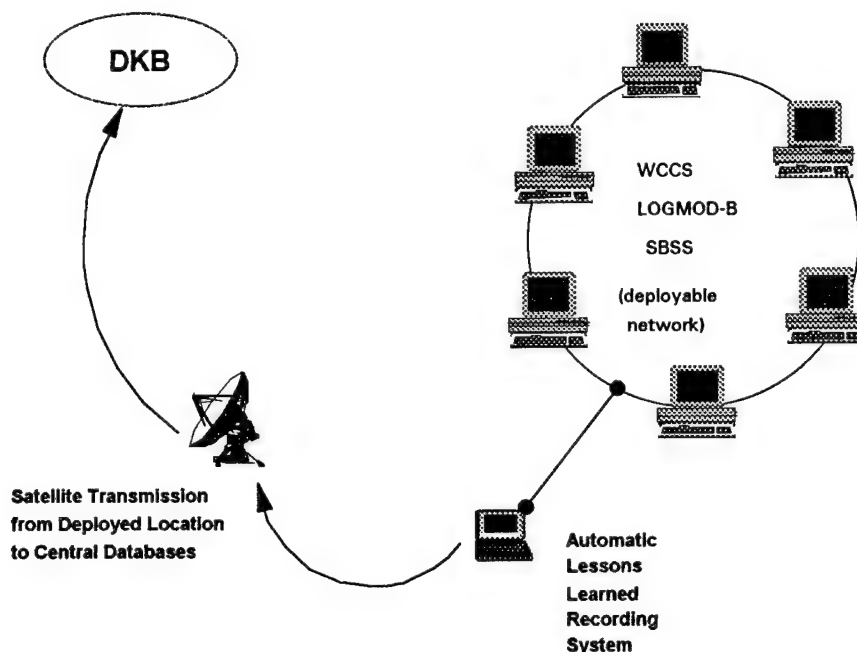 DKB
WCCS
LOGMOD-B
SBSS
(deployable
network)
Satellite Transmission
from Deployed Location
to Central Databases
Automatic
Lessons
Learned
Recording
System